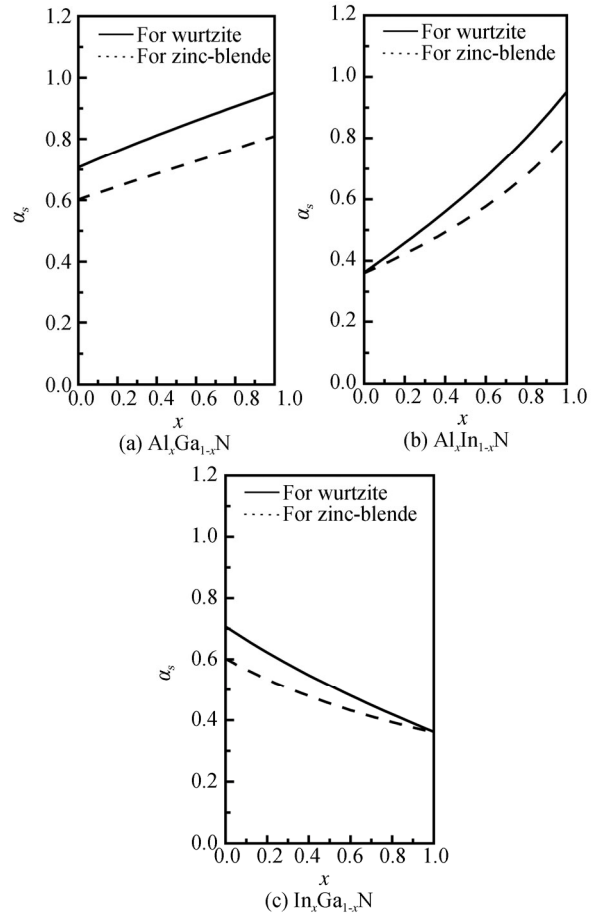 1.2
For wurtzite
For zinc-blende
1.0
0.8
0.6
αs
0.4
0.2
0.0
0.0 0.2 0.4 0.6 0.8 1.0
x
(a) AlxGa1-xN
1.2
For wurtzite
For zinc-blende
1.0
0.8
0.6
αs
0.4
0.2
0.0
0.0 0.2 0.4 0.6 0.8 1.0
x
(b) AlxIn1-xN
1.2
For wurtzite
For zinc-blende
1.0
0.8
0.6
αs
0.4
0.2
0.0
0.0 0.2 0.4 0.6 0.8 1.0
x
(c) InxGa1-xN